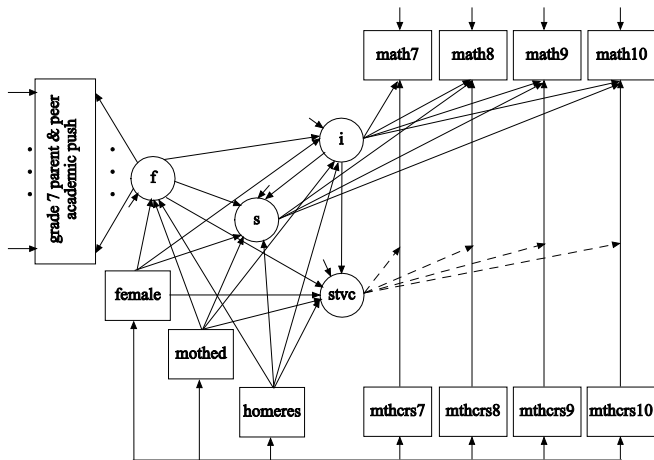 math7
math8
math9
math10
grade 7 parent & peer
academic push
i
f
s
stvc
female
mothed
homeres
mthcrs7
mthcrs8
mthcrs9
mthcrs10